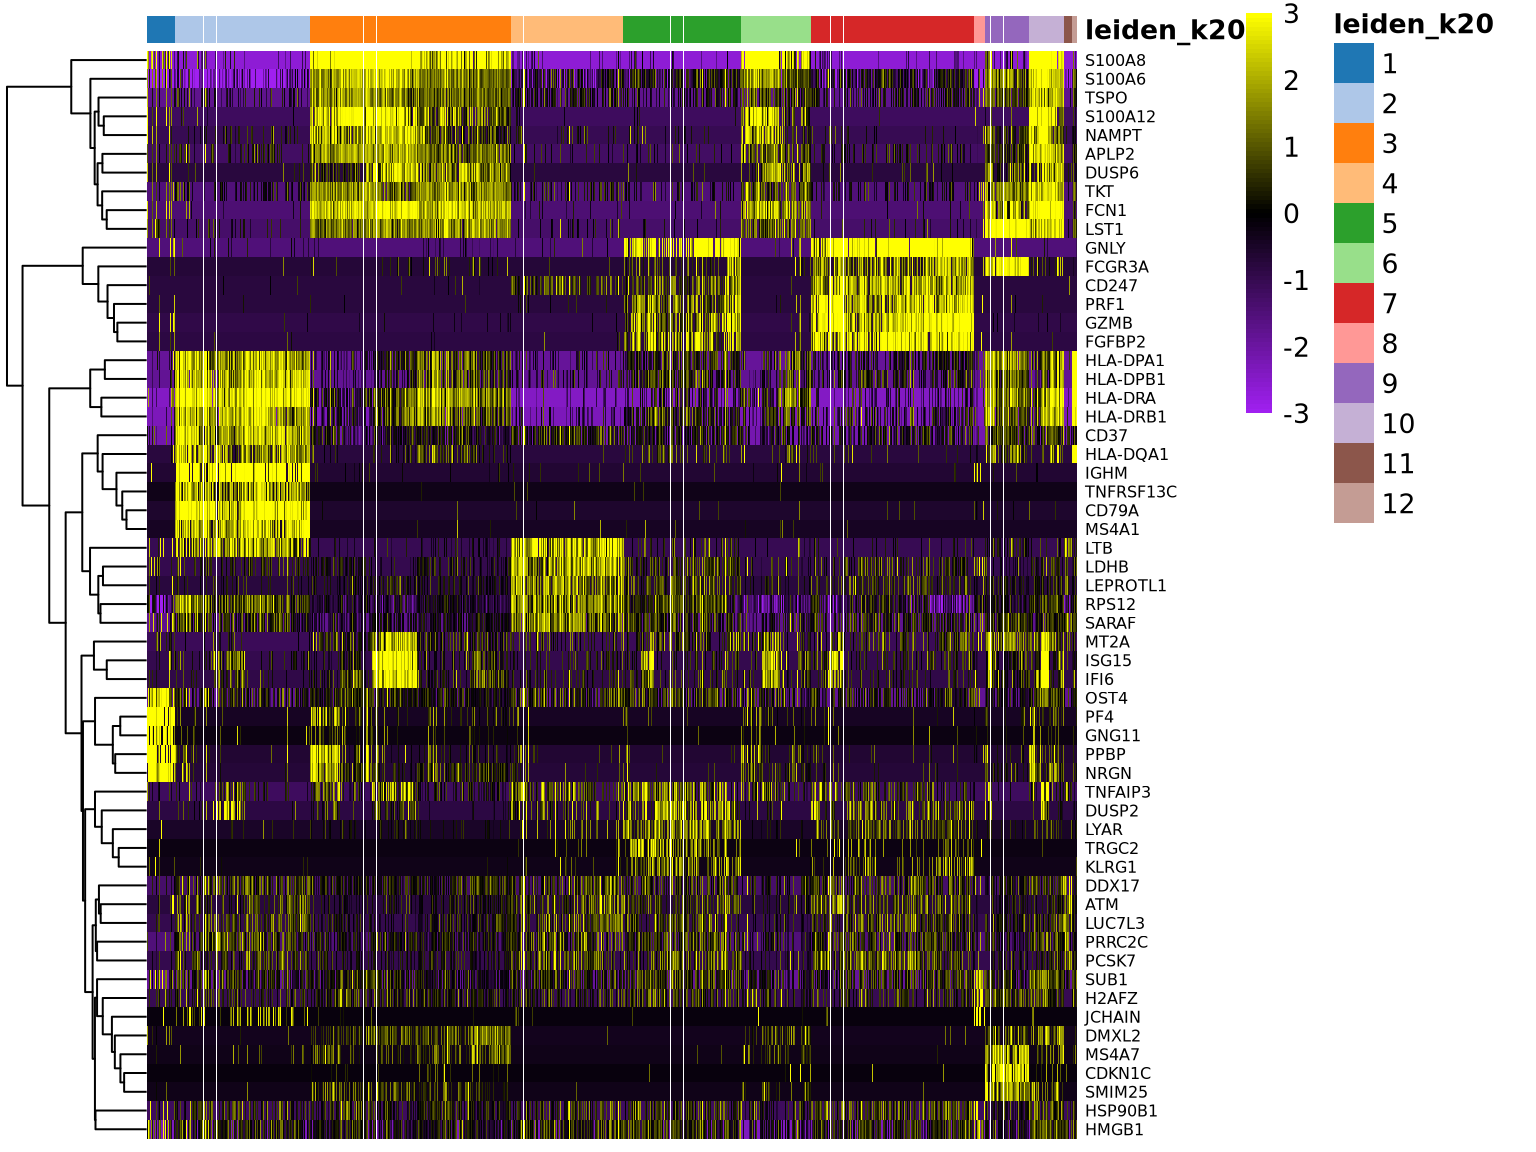 leiden_k20
S100A8
S100A6
TSPO
S100A12
NAMPT
APLP2
DUSP6
TKT
FCN1
LST1
GNLY
FCGR3A
CD247
PRF1
GZMB
FGFBP2
HLA-DPA1
HLA-DPB1
HLA-DRA
HLA-DRB1
CD37
HLA-DQA1
IGHM
TNFRSF13C
CD79A
MS4A1
LTB
LDHB
LEPROTL1
RPS12
SARAF
MT2A
ISG15
IFI6
OST4
PF4
GNG11
PPBP
NRGN
TNFAIP3
DUSP2
LYAR
TRGC2
KLRG1
DDX17
ATM
LUC7L3
PRRC2C
PCSK7
SUB1
H2AFZ
JCHAIN
DMXL2
MS4A7
CDKN1C
SMIM25
HSP90B1
HMGB1
3
2
1
0
-1
-2
-3
leiden_k20
1
2
3
4
5
6
7
8
9
10
11
12